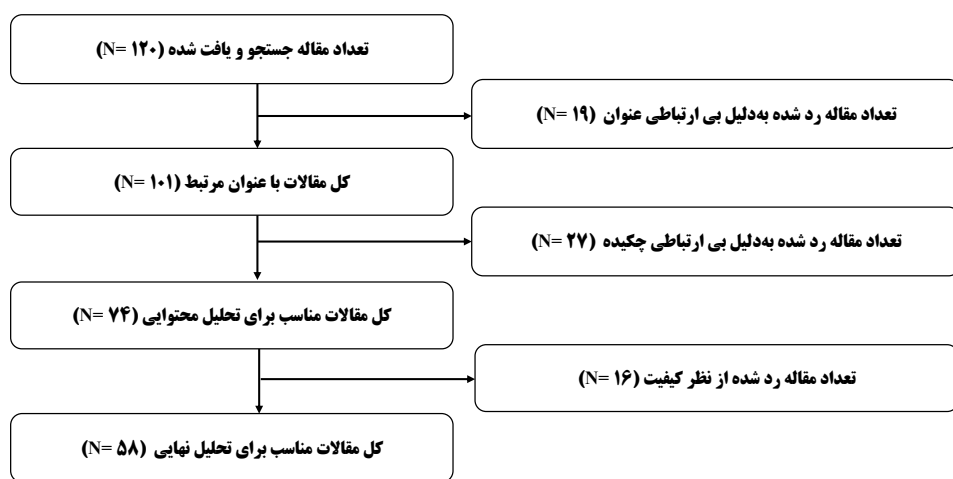 تعداد مقاله جستجو و یافت شده (N= ۱۲۰)
تعداد مقاله رد شده به‌دلیل بی ارتباطی عنوان (N= ۱۹)
کل مقالات با عنوان مرتبط (N= ۱۰۱)
تعداد مقاله رد شده به‌دلیل بی ارتباطی چکیده (N= ۲۷)
کل مقالات مناسب برای تحلیل محتوایی (N= ۷۴)
تعداد مقاله رد شده از نظر کیفیت (N= ۱۶)
کل مقالات مناسب برای تحلیل نهایی (N= ۵۸)